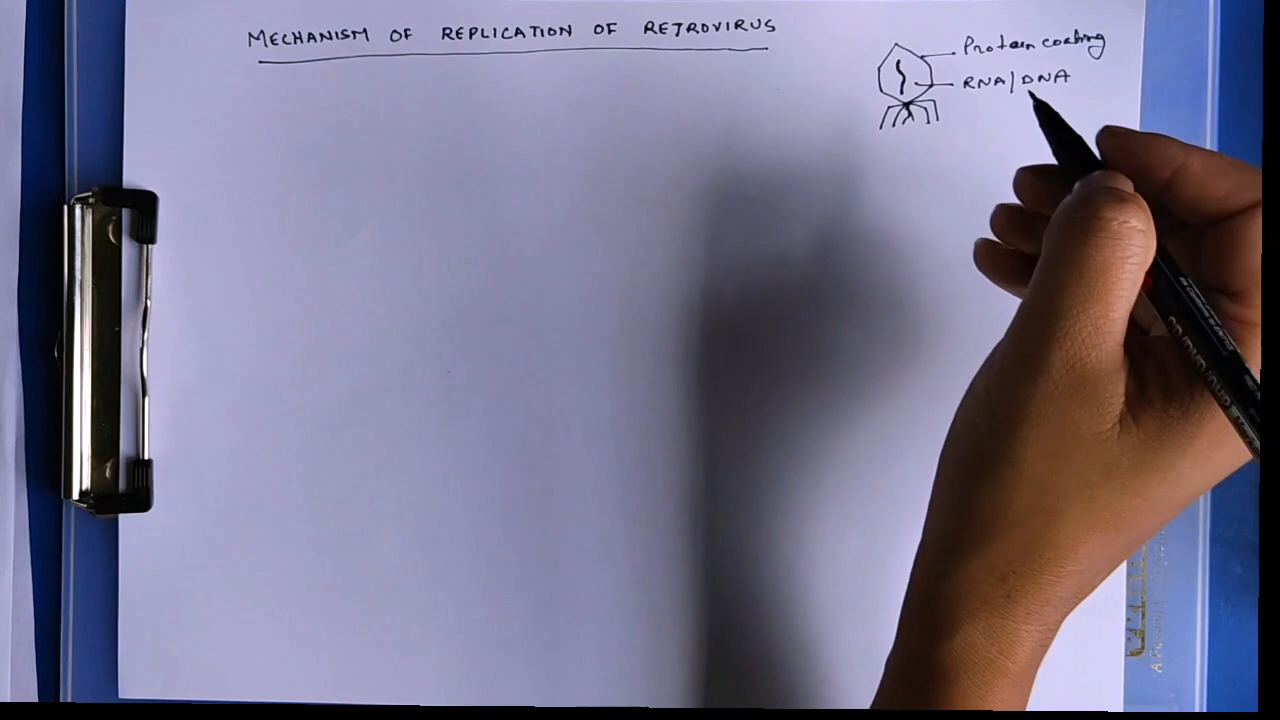 MECHANISM OF REPLICATION OF RETROVIRUS
Protein coating
RNA/DNA